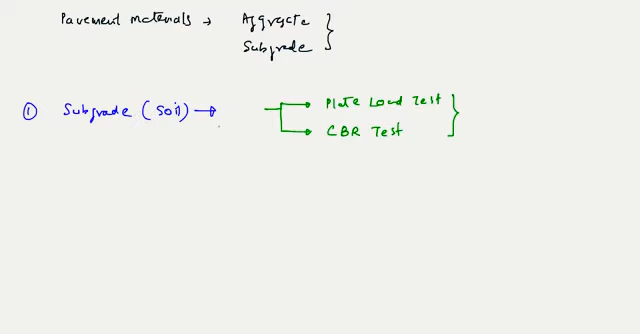 Pavement materials → Aggregate
Subgrade
① Subgrade (Soil) → Plate Load Test
CBR Test